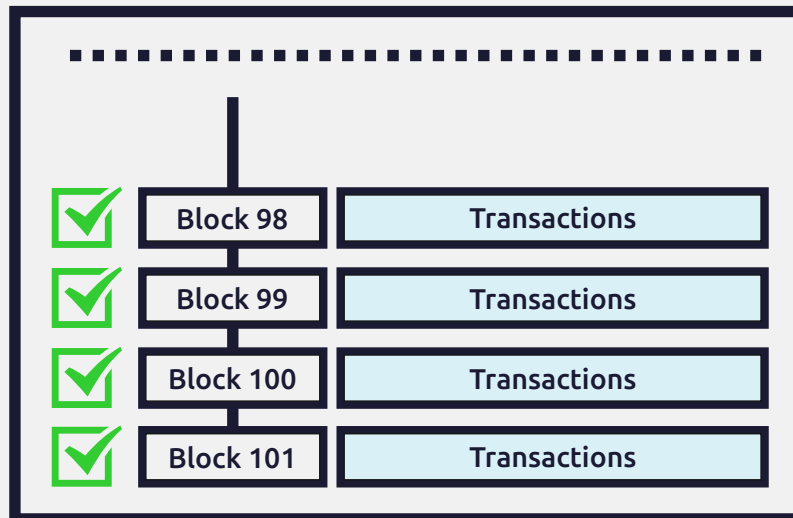 Block 98 Transactions
Block 99 Transactions
Block 100 Transactions
Block 101 Transactions